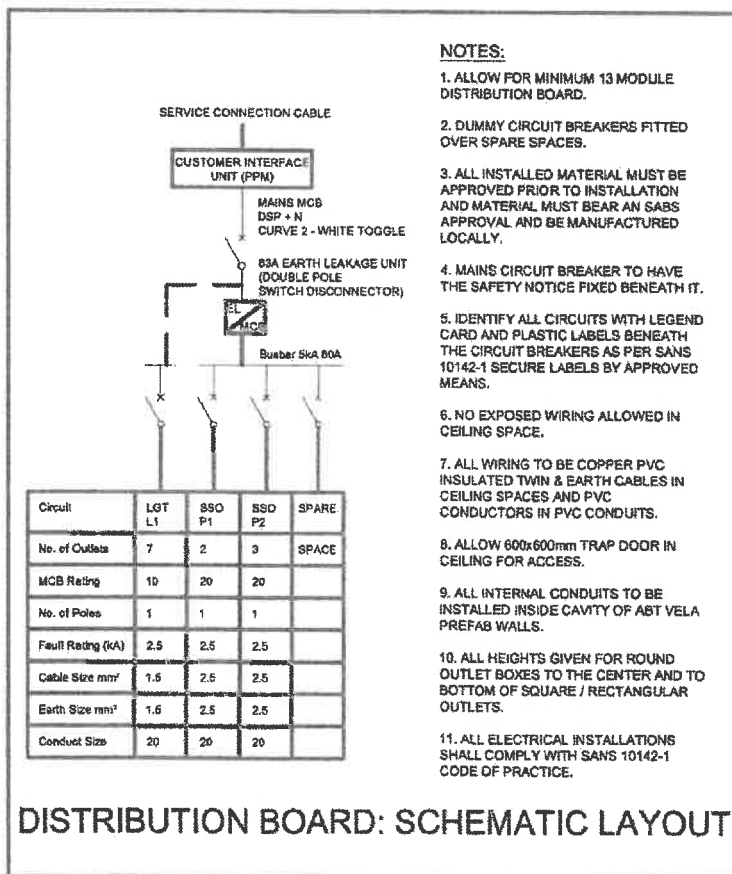 SERVICE CONNECTION CABLE
CUSTOMER INTERFACE
UNIT (PPM)
MAINS MCB
DSP + N
CURVE 2 - WHITE TOGGLE
63A EARTH LEAKAGE UNIT
(DOUBLE POLE
SWITCH DISCONNECTOR)
EL
MCB
Busbar 5kA 80A
Circuit LGT L1 SSO P1 SSO P2 SPARE
No. of Outlets 7 2 3 SPACE
MCB Rating 10 20 20
No. of Poles 1 1 1
Fault Rating (kA) 2.5 2.5 2.5
Cable Size mm² 1.5 2.5 2.5
Earth Size mm² 1.5 2.5 2.5
Conduct Size 20 20 20
NOTES:
1. ALLOW FOR MINIMUM 13 MODULE
DISTRIBUTION BOARD.
2. DUMMY CIRCUIT BREAKERS FITTED
OVER SPARE SPACES.
3. ALL INSTALLED MATERIAL MUST BE
APPROVED PRIOR TO INSTALLATION
AND MATERIAL MUST BEAR AN SABS
APPROVAL AND BE MANUFACTURED
LOCALLY.
4. MAINS CIRCUIT BREAKER TO HAVE
THE SAFETY NOTICE FIXED BENEATH IT.
5. IDENTIFY ALL CIRCUITS WITH LEGEND
CARD AND PLASTIC LABELS BENEATH
THE CIRCUIT BREAKERS AS PER SANS
10142-1 SECURE LABELS BY APPROVED
MEANS.
6. NO EXPOSED WIRING ALLOWED IN
CEILING SPACE.
7. ALL WIRING TO BE COPPER PVC
INSULATED TWIN & EARTH CABLES IN
CEILING SPACES AND PVC
CONDUCTORS IN PVC CONDUITS.
8. ALLOW 600x600mm TRAP DOOR IN
CEILING FOR ACCESS.
9. ALL INTERNAL CONDUITS TO BE
INSTALLED INSIDE CAVITY OF ABT VELA
PREFAB WALLS.
10. ALL HEIGHTS GIVEN FOR ROUND
OUTLET BOXES TO THE CENTER AND TO
BOTTOM OF SQUARE / RECTANGULAR
OUTLETS.
11. ALL ELECTRICAL INSTALLATIONS
SHALL COMPLY WITH SANS 10142-1
CODE OF PRACTICE.
DISTRIBUTION BOARD: SCHEMATIC LAYOUT